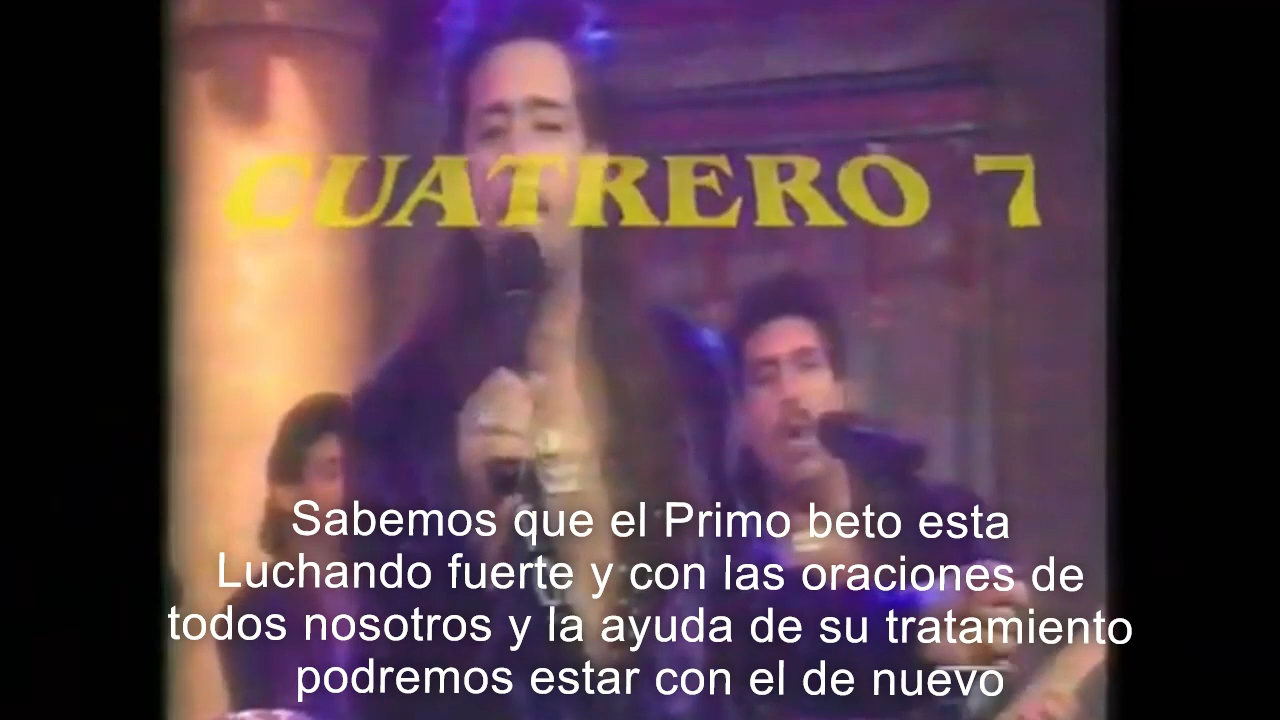 CUATRERO 7
Sabemos que el Primo beto esta
Luchando fuerte y con las oraciones de
todos nosotros y la ayuda de su tratamiento
podremos estar con el de nuevo